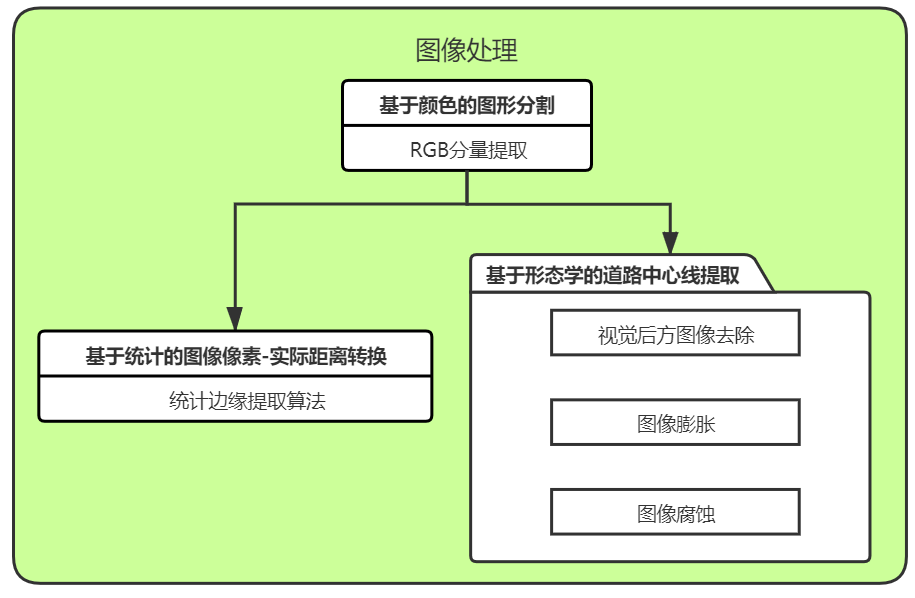 图像处理
基于颜色的图形分割
RGB分量提取
基于统计的图像像素-实际距离转换
统计边缘提取算法
基于形态学的道路中心线提取
视觉后方图像去除
图像膨胀
图像腐蚀